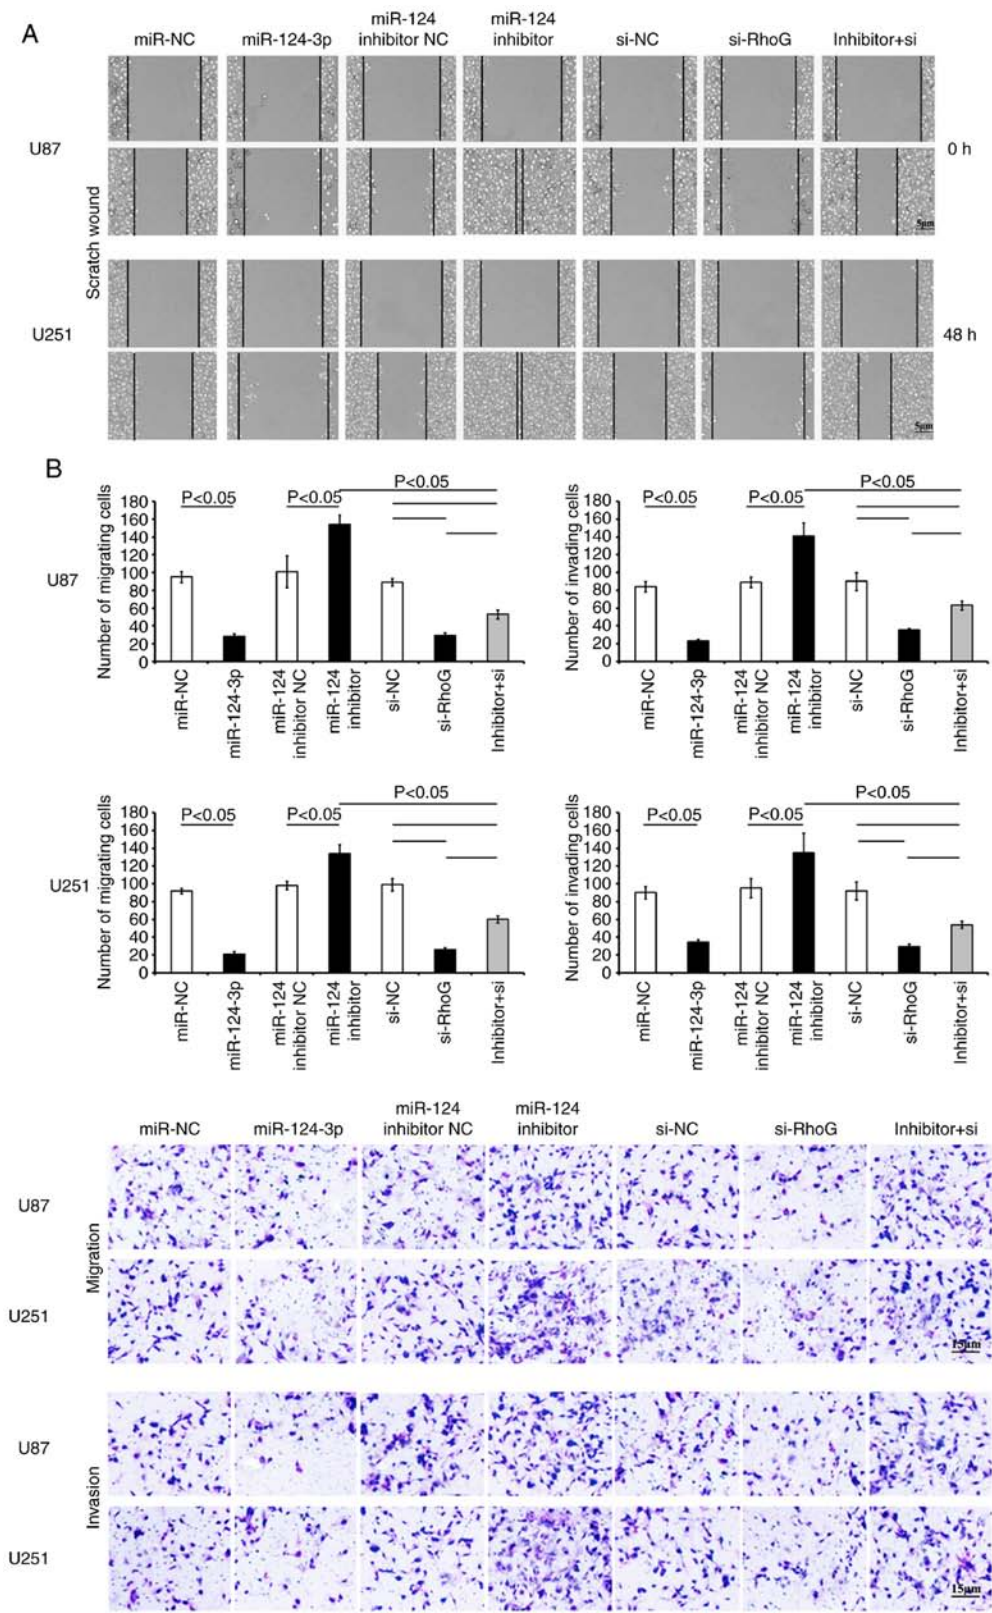 A
miR-NC
miR-124-3p
miR-124
inhibitor NC
miR-124
inhibitor
si-NC
si-RhoG
Inhibitor+si
Scratch wound
U87
0 h
5μm
U251
48 h
5μm
B
U87
Number of migrating cells
180
160
140
120
100
80
60
40
20
0
P<0.05
P<0.05
P<0.05
miR-NC
miR-124-3p
miR-124
inhibitor NC
miR-124
inhibitor
si-NC
si-RhoG
Inhibitor+si
Number of invading cells
180
160
140
120
100
80
60
40
20
0
P<0.05
P<0.05
P<0.05
miR-NC
miR-124-3p
miR-124
inhibitor NC
miR-124
inhibitor
si-NC
si-RhoG
Inhibitor+si
U251
Number of migrating cells
180
160
140
120
100
80
60
40
20
0
P<0.05
P<0.05
P<0.05
miR-NC
miR-124-3p
miR-124
inhibitor NC
miR-124
inhibitor
si-NC
si-RhoG
Inhibitor+si
Number of invading cells
180
160
140
120
100
80
60
40
20
0
P<0.05
P<0.05
P<0.05
miR-NC
miR-124-3p
miR-124
inhibitor NC
miR-124
inhibitor
si-NC
si-RhoG
Inhibitor+si
miR-NC
miR-124-3p
miR-124
inhibitor NC
miR-124
inhibitor
si-NC
si-RhoG
Inhibitor+si
Migration
U87
U251
15μm
Invasion
U87
U251
15μm